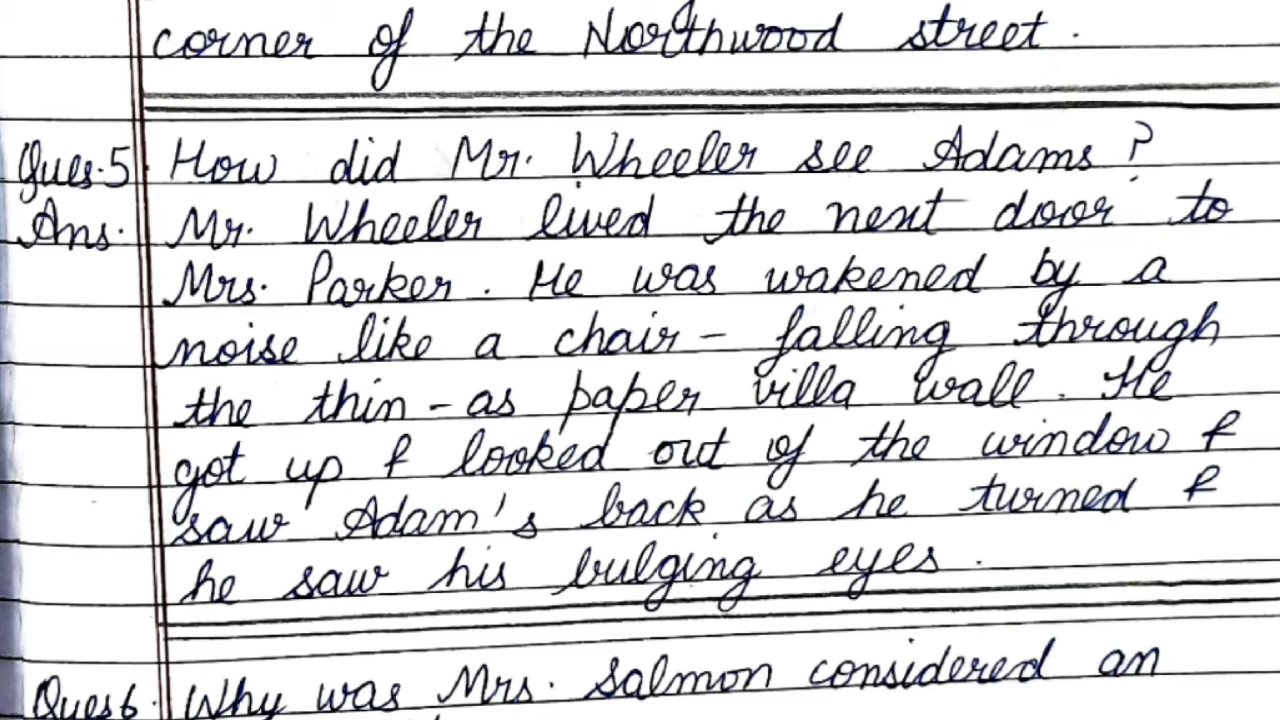 corner of the Northwood street.
Ques.5. How did Mr. Wheeler see Adams?
Ans. Mr. Wheeler lived the next door to
Mrs. Parker. He was wakened by a
noise like a chair - falling through
the thin - as paper villa wall. He
got up & looked out of the window &
saw Adam's back as he turned &
he saw his bulging eyes.
Ques6. Why was Mrs. Salmon considered an